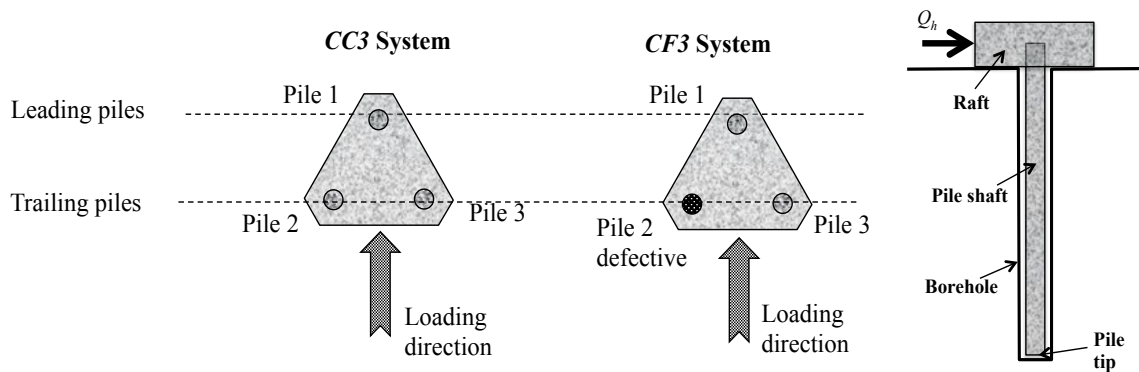 CC3 System
CF3 System
Q_h
Pile 1
Pile 1
Leading piles
Raft
Trailing piles
Pile 2
Pile 3
Pile 2
defective
Pile 3
Pile shaft
Borehole
Loading
direction
Loading
direction
Pile
tip